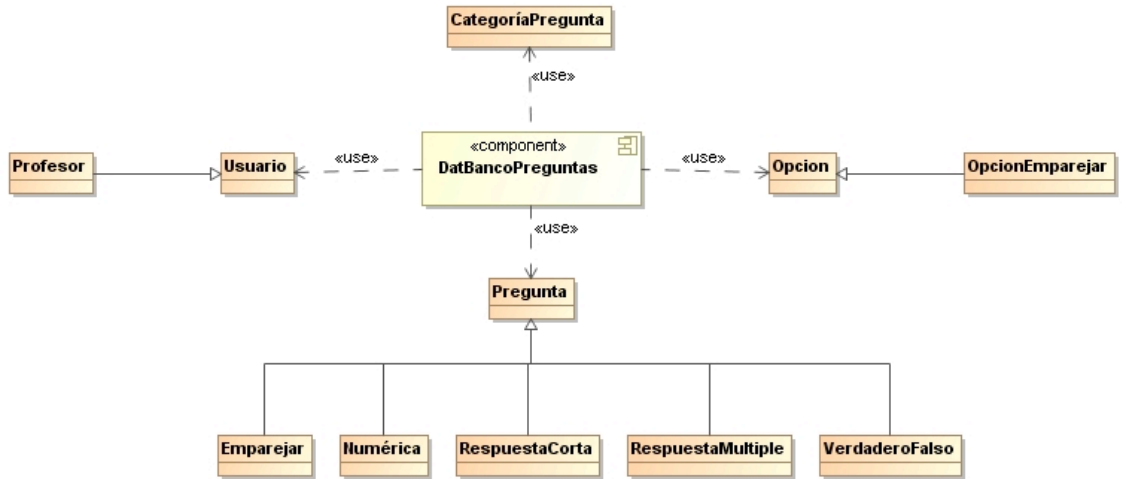 CategoríaPregunta
«use»
«component»
DatBancoPreguntas
Profesor
Usuario
«use»
«use»
Opcion
OpcionEmparejar
«use»
Pregunta
Emparejar
Numérica
RespuestaCorta
RespuestaMultiple
VerdaderoFalso